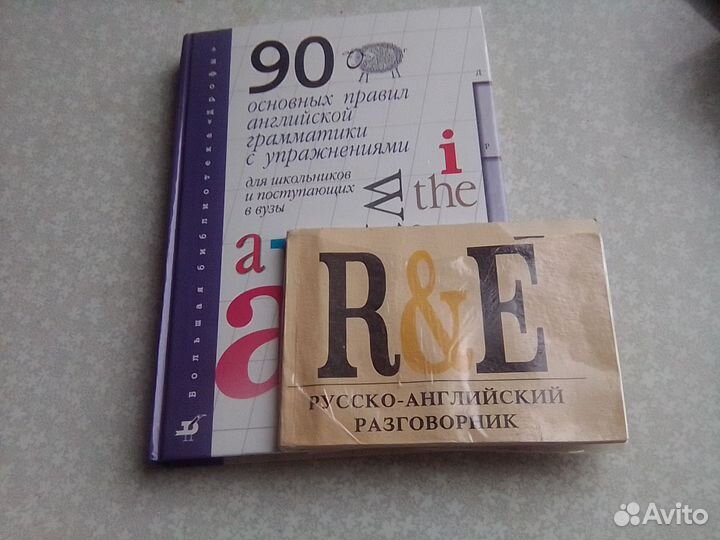 90
основных правил
английской
грамматики
с упражнениями
для школьников
и поступающих
в вузы
i
the
W
а-
a
Большая библиотека «Дрофы»
Л
Р
R&E
РУССКО-АНГЛИЙСКИЙ
РАЗГОВОРНИК
Avito